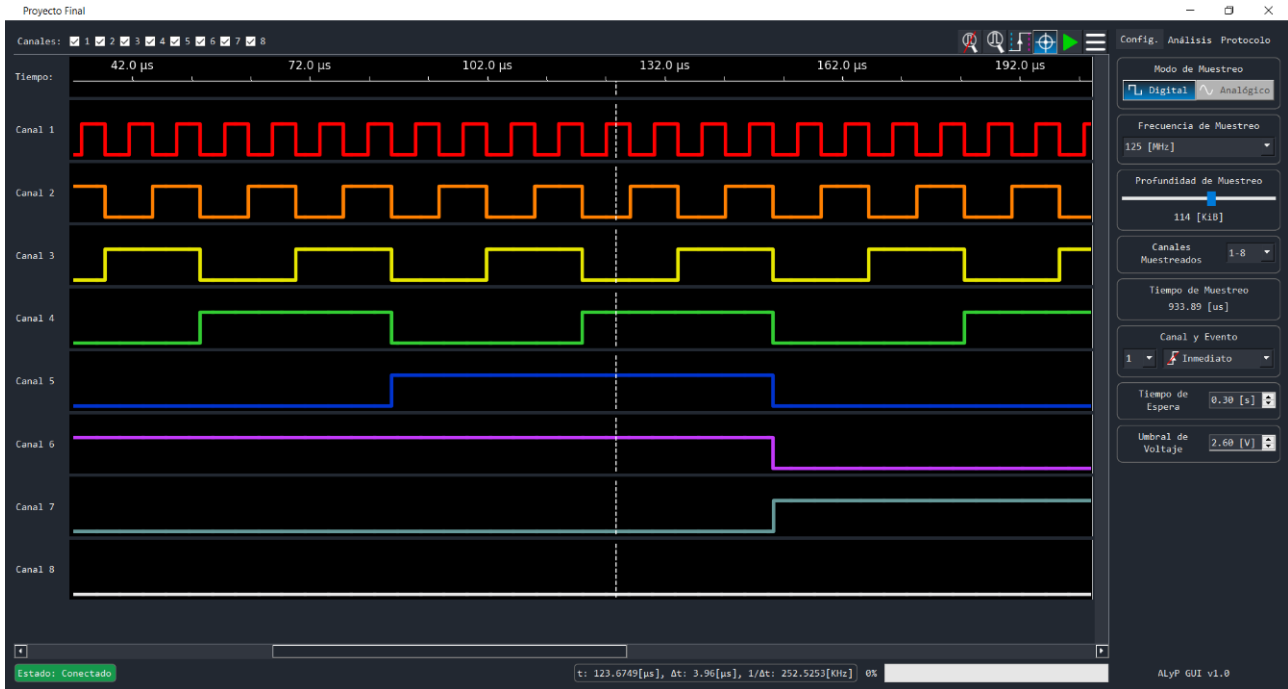 Proyecto Final
Canales: 1 2 3 4 5 6 7 8
Config. Análisis Protocolo
Tiempo: 42.0 µs 72.0 µs 102.0 µs 132.0 µs 162.0 µs 192.0 µs
Modo de Muestreo
Digital Analógico
Canal 1
Frecuencia de Muestreo
125 [MHz]
Canal 2
Profundidad de Muestreo
114 [KiB]
Canal 3
Canales
Muestreados
1-8
Tiempo de Muestreo
933.89 [us]
Canal 4
Canal y Evento
1 Inmediato
Canal 5
Tiempo de
Espera
0.30 [s]
Canal 6
Umbral de
Voltaje
2.60 [V]
Canal 7
Canal 8
Estado: Conectado
t: 123.6749[µs], Δt: 3.96[µs], 1/Δt: 252.5253[KHz]
0%
ALyP GUI v1.0